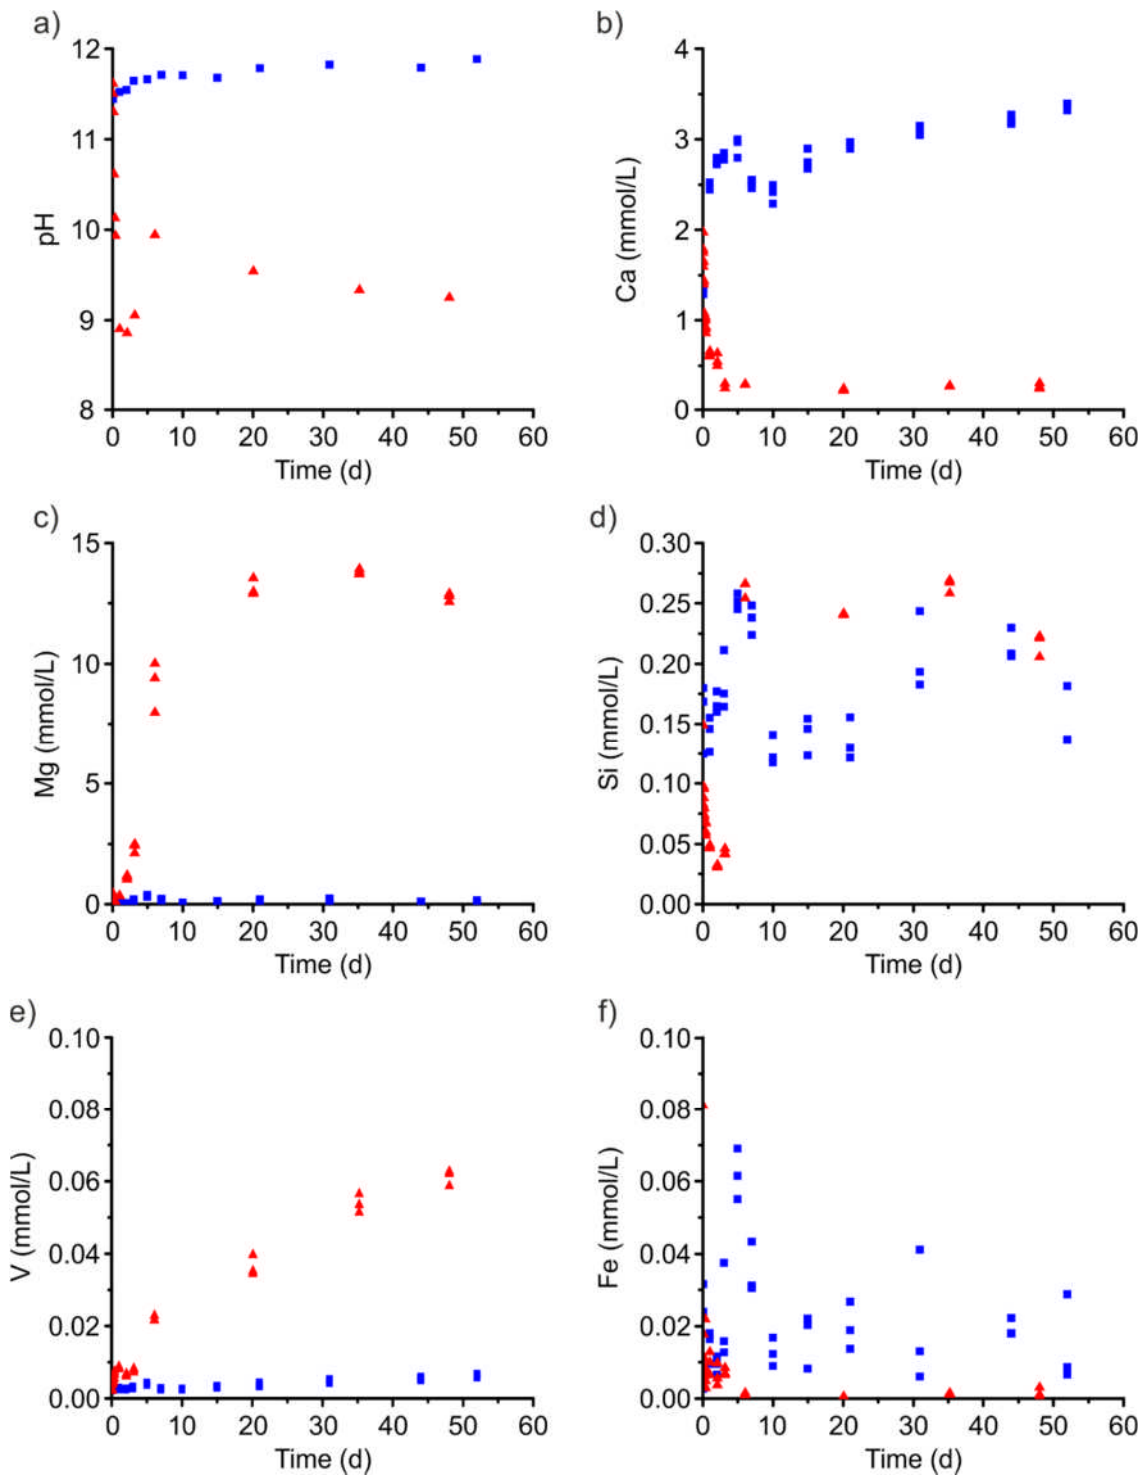 a)
12
11
10
9
8
pH
0 10 20 30 40 50 60
Time (d)
b)
4
3
2
1
0
Ca (mmol/L)
0 10 20 30 40 50 60
Time (d)
c)
15
10
5
0
Mg (mmol/L)
0 10 20 30 40 50 60
Time (d)
d)
0.30
0.25
0.20
0.15
0.10
0.05
0.00
Si (mmol/L)
0 10 20 30 40 50 60
Time (d)
e)
0.10
0.08
0.06
0.04
0.02
0.00
V (mmol/L)
0 10 20 30 40 50 60
Time (d)
f)
0.10
0.08
0.06
0.04
0.02
0.00
Fe (mmol/L)
0 10 20 30 40 50 60
Time (d)